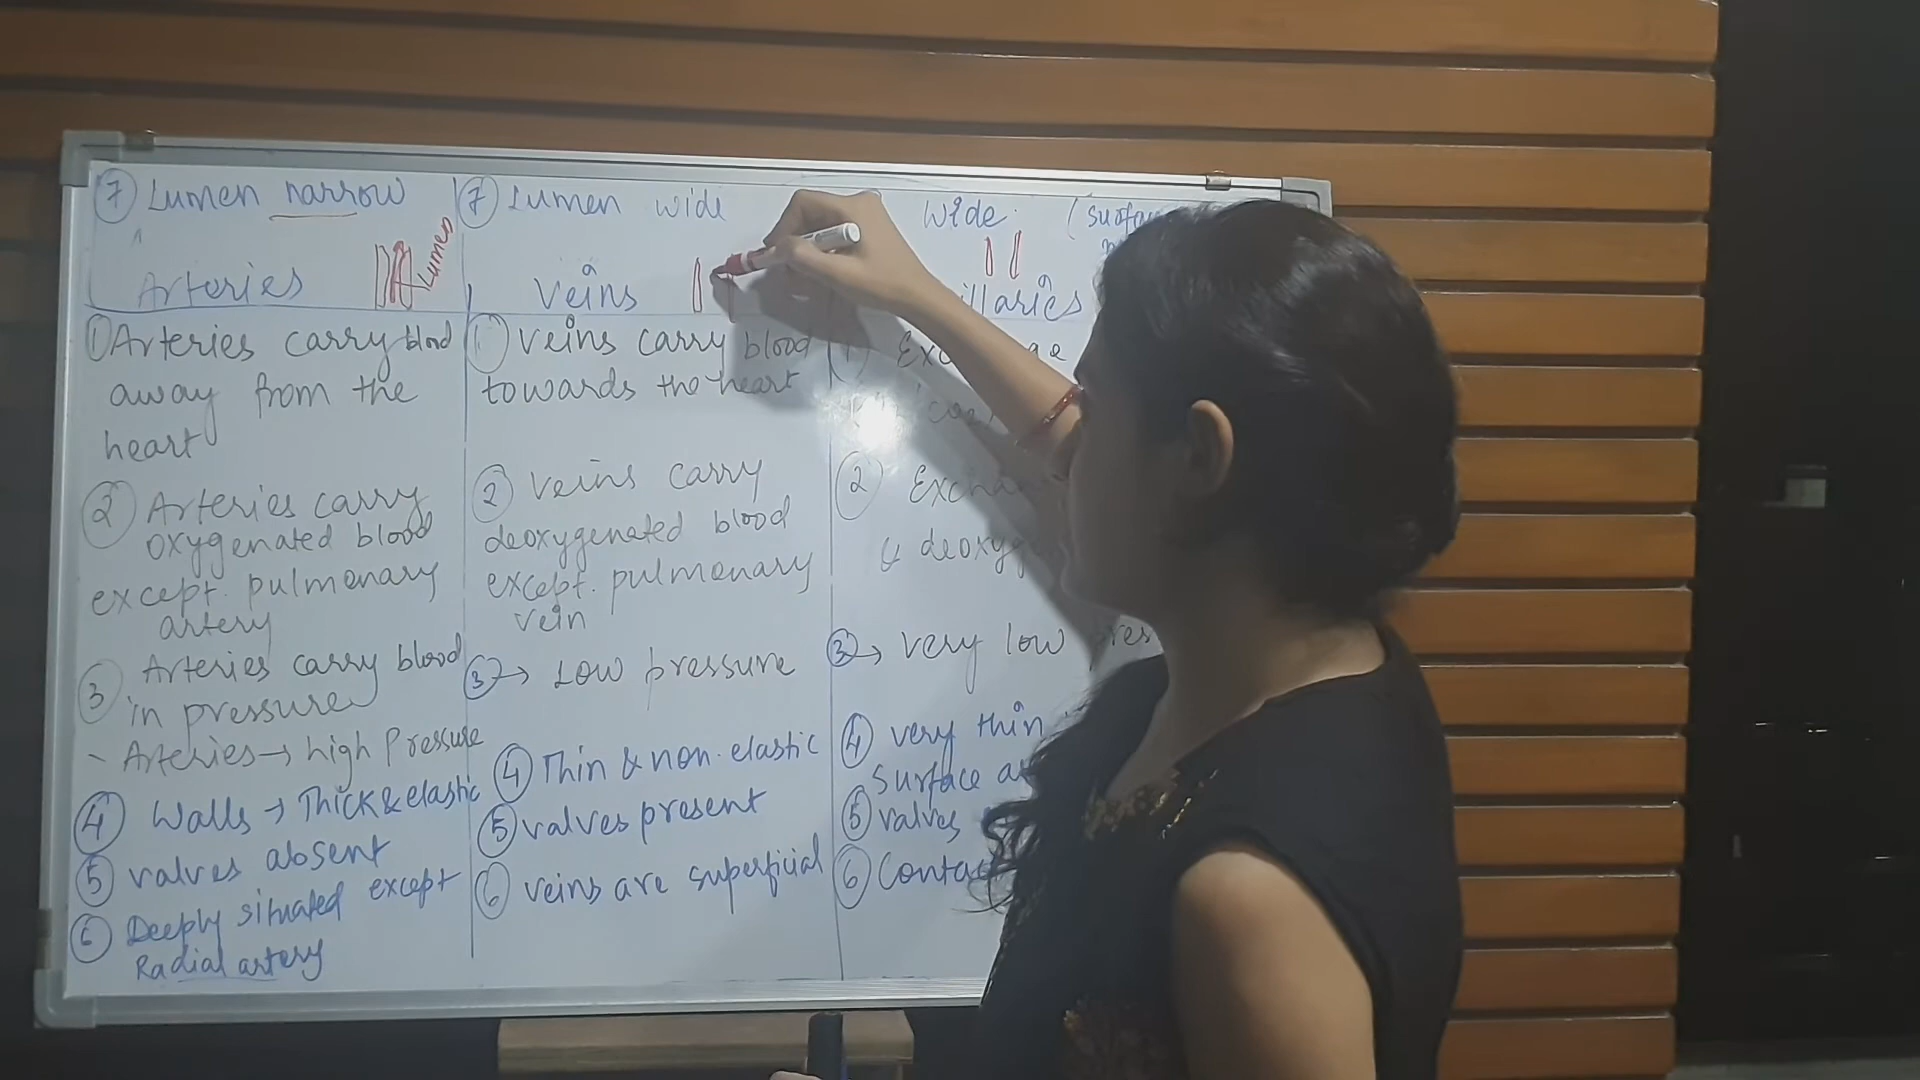 7 Lumen narrow
Arteries
Lumen
1 Arteries carry blood
away from the
heart
2 Arteries carry
oxygenated blood
except. pulmonary
artery
3 Arteries carry blood
in pressure
- Arteries → high Pressure
4 Walls → Thick & elastic
5 valves absent
6 Deeply situated except
Radial artery
7 Lumen wide
Veins
1 Veins carry blood
towards the heart
2 Veins carry
deoxygenated blood
except. pulmonary
vein
3 → Low pressure
4 Thin & non-elastic
5 valves present
6 veins are superficial
Wide.
2
& 
3 → very low
4 very thin
Surface
5 valves
6